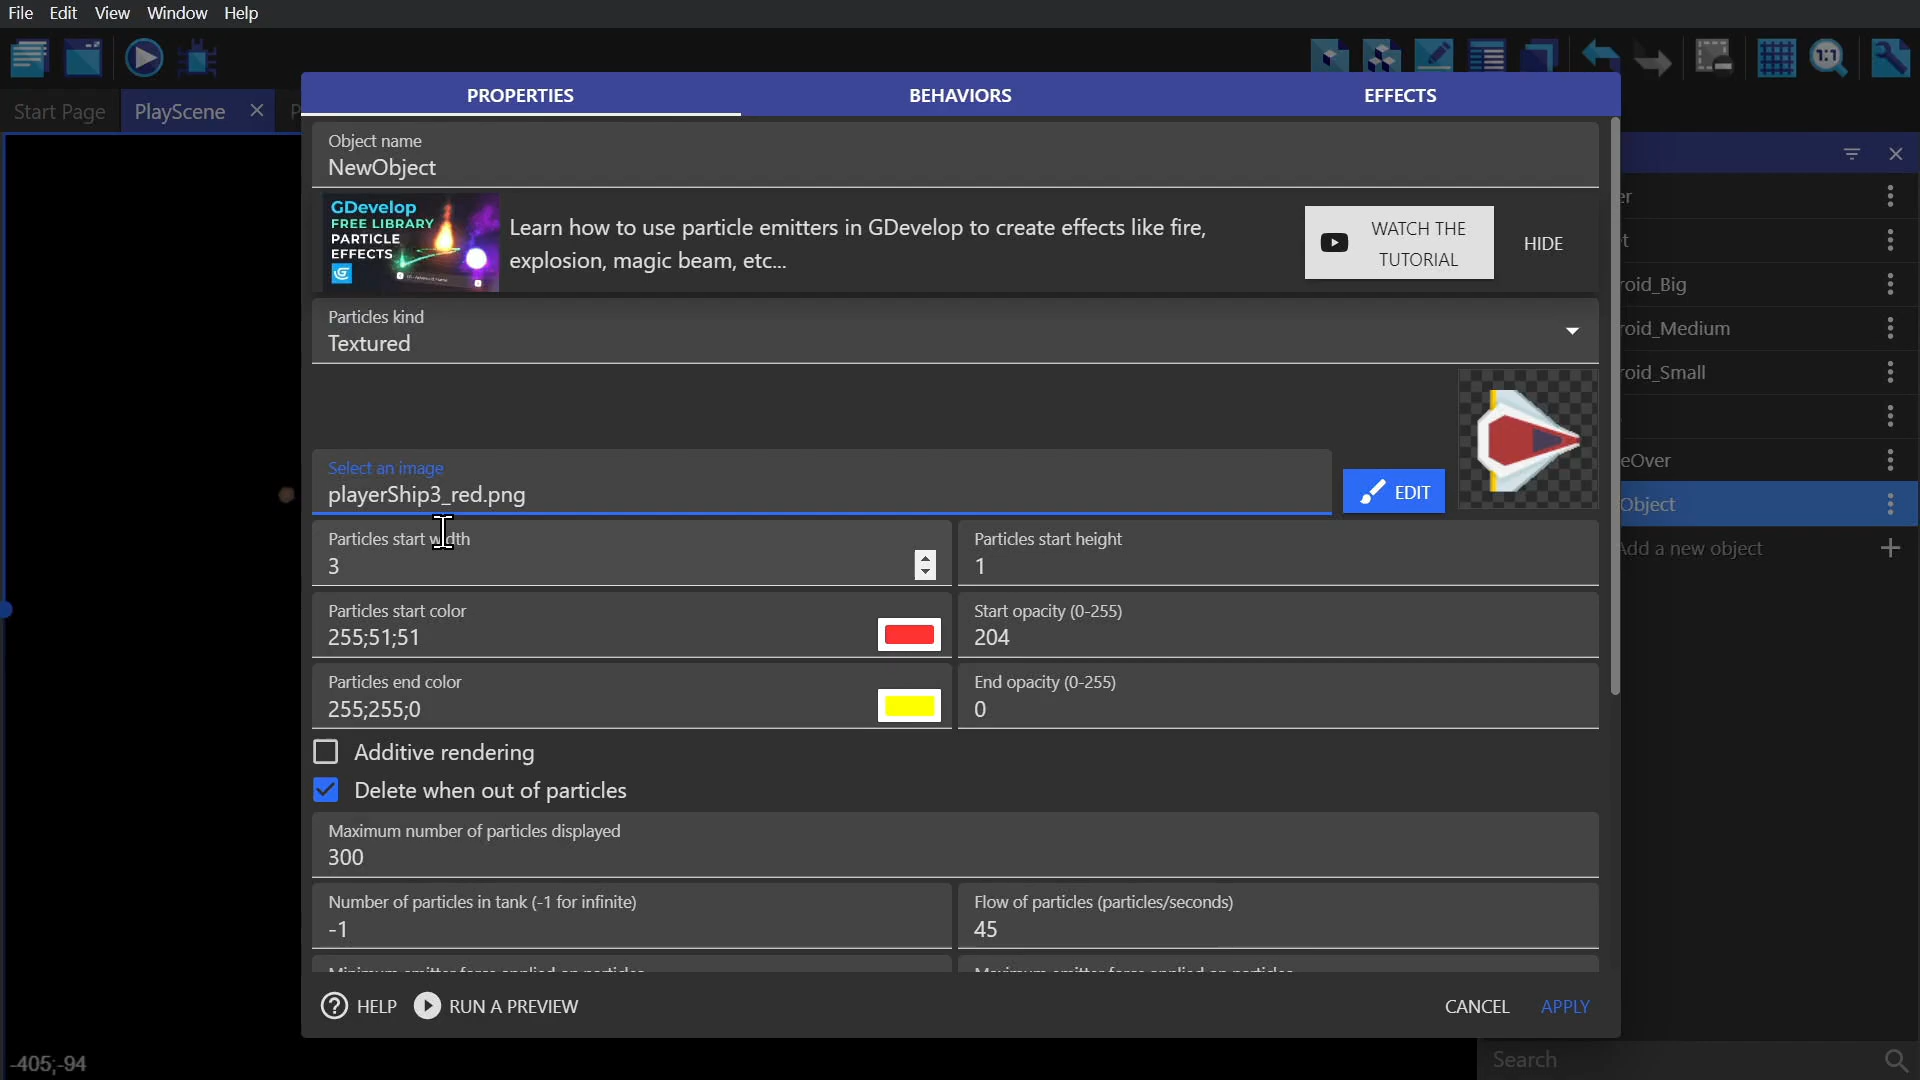 File Edit View Window Help
Start Page PlayScene
PROPERTIES BEHAVIORS EFFECTS
Object name
NewObject
GDevelop
FREE LIBRARY
PARTICLE
EFFECTS
Learn how to use particle emitters in GDevelop to create effects like fire,
explosion, magic beam, etc...
WATCH THE
TUTORIAL
HIDE
Particles kind
Textured
Select an image
playerShip3_red.png
EDIT
Particles start width
3
Particles start height
1
Particles start color
255;51;51
Start opacity (0-255)
204
Particles end color
255;255;0
End opacity (0-255)
0
Additive rendering
Delete when out of particles
Maximum number of particles displayed
300
Number of particles in tank (-1 for infinite)
-1
Flow of particles (particles/seconds)
45
HELP RUN A PREVIEW
CANCEL APPLY
roid_Big
roid_Medium
roid_Small
eOver
Object
Add a new object
1:1
-405;-94
Search